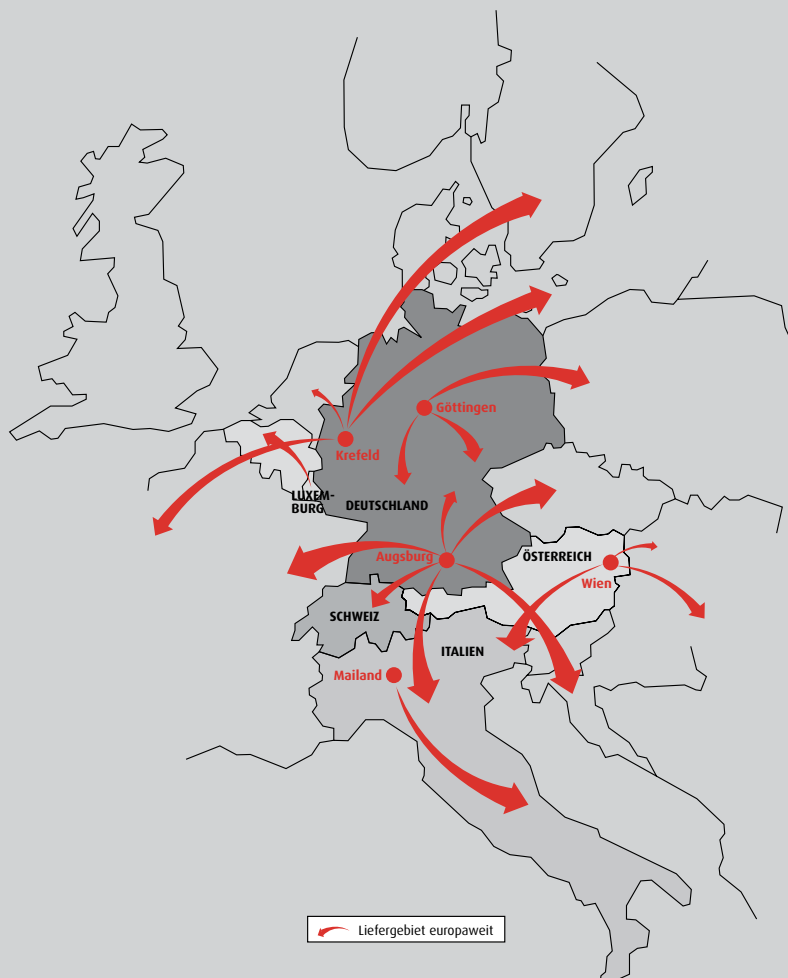 Göttingen
Krefeld
LUXEM-
BURG
DEUTSCHLAND
Augsburg
ÖSTERREICH
Wien
SCHWEIZ
ITALIEN
Mailand
Liefergebiet europaweit